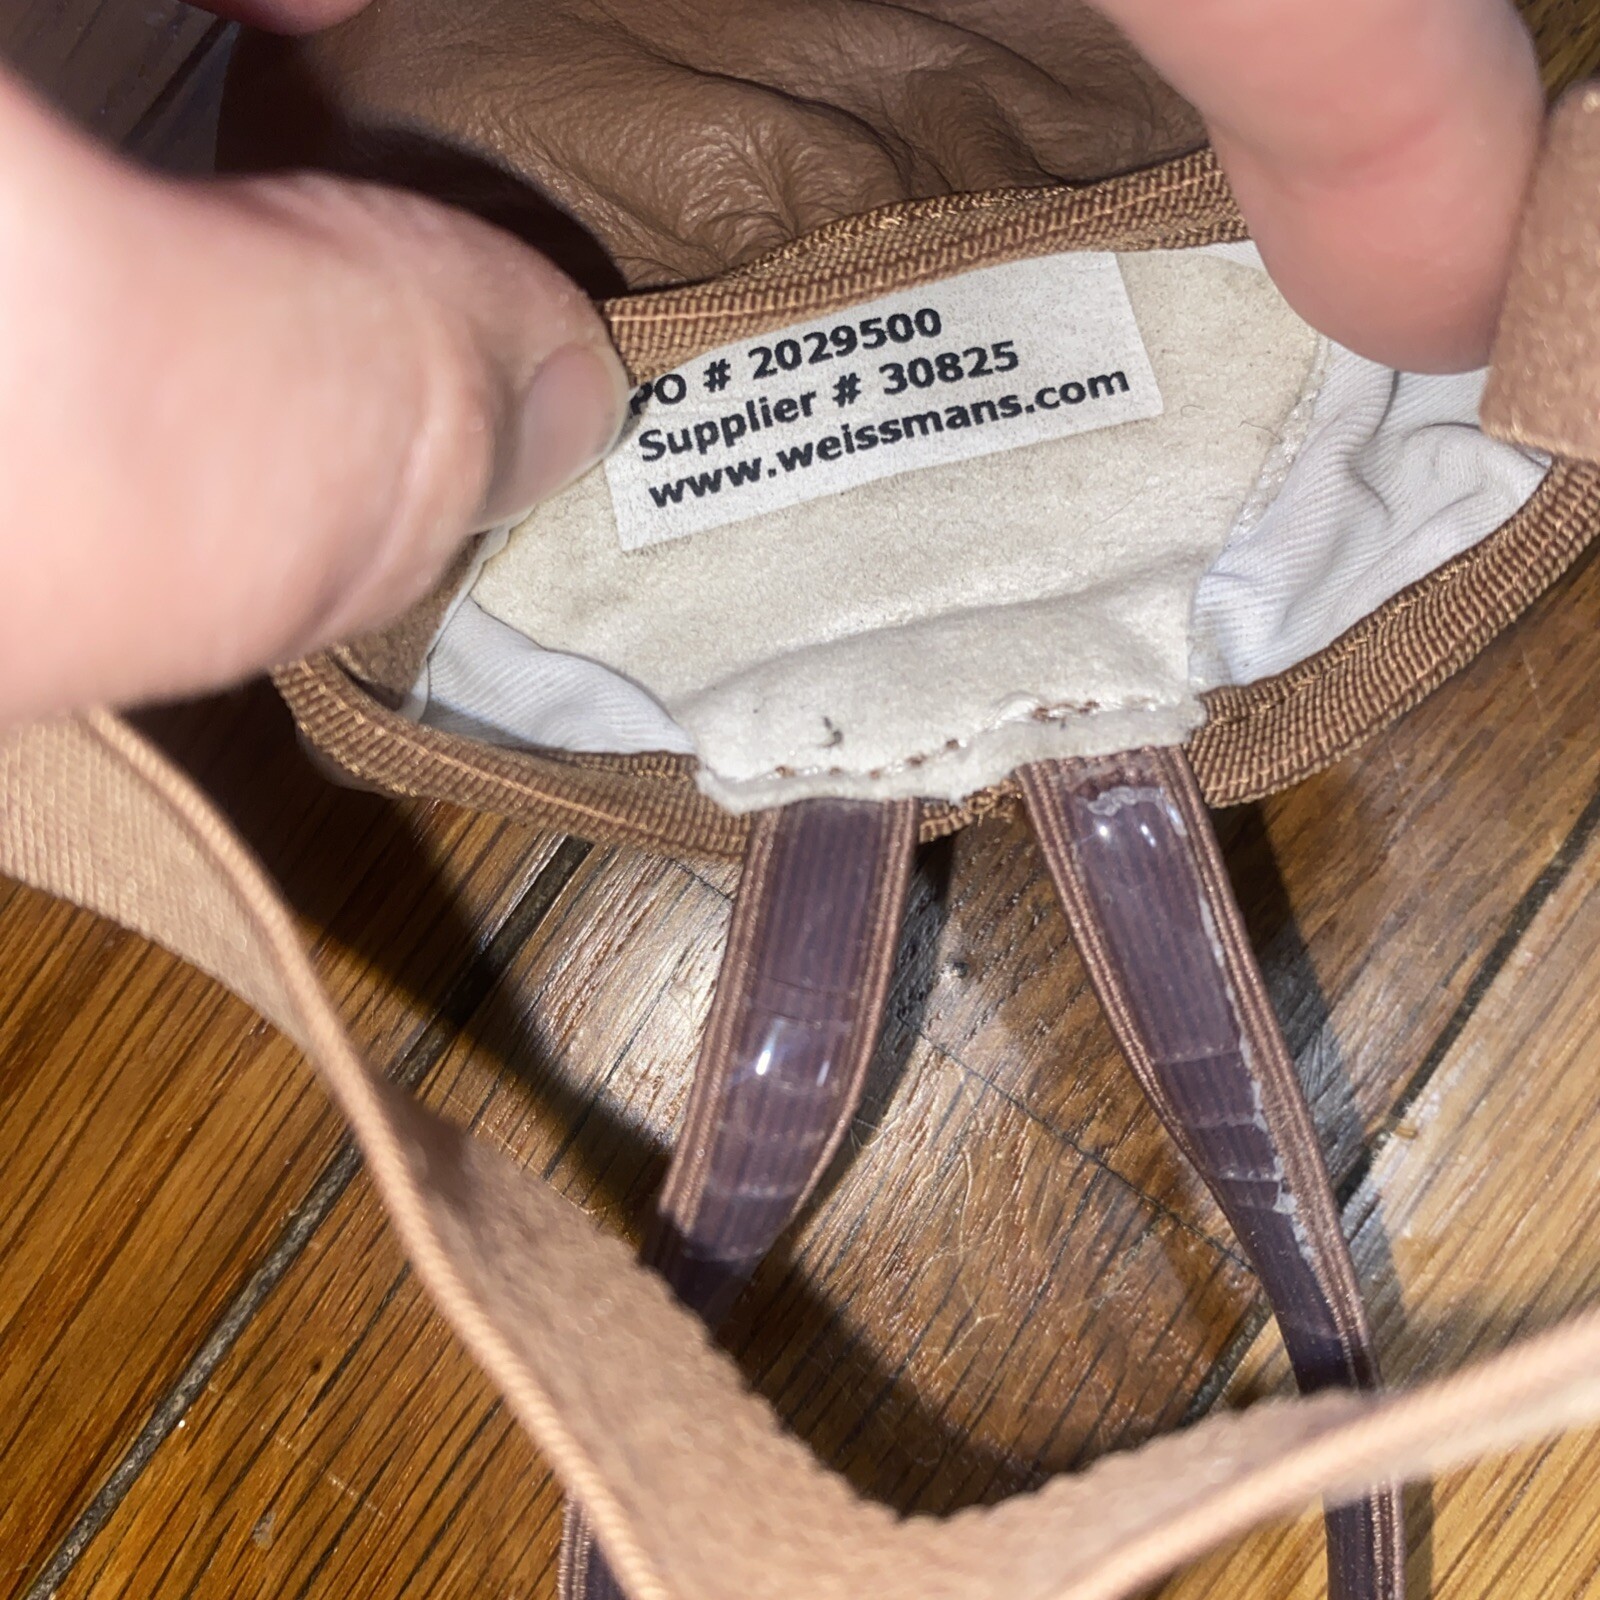 PO # 2029500
Supplier # 30825
www.weissmans.com